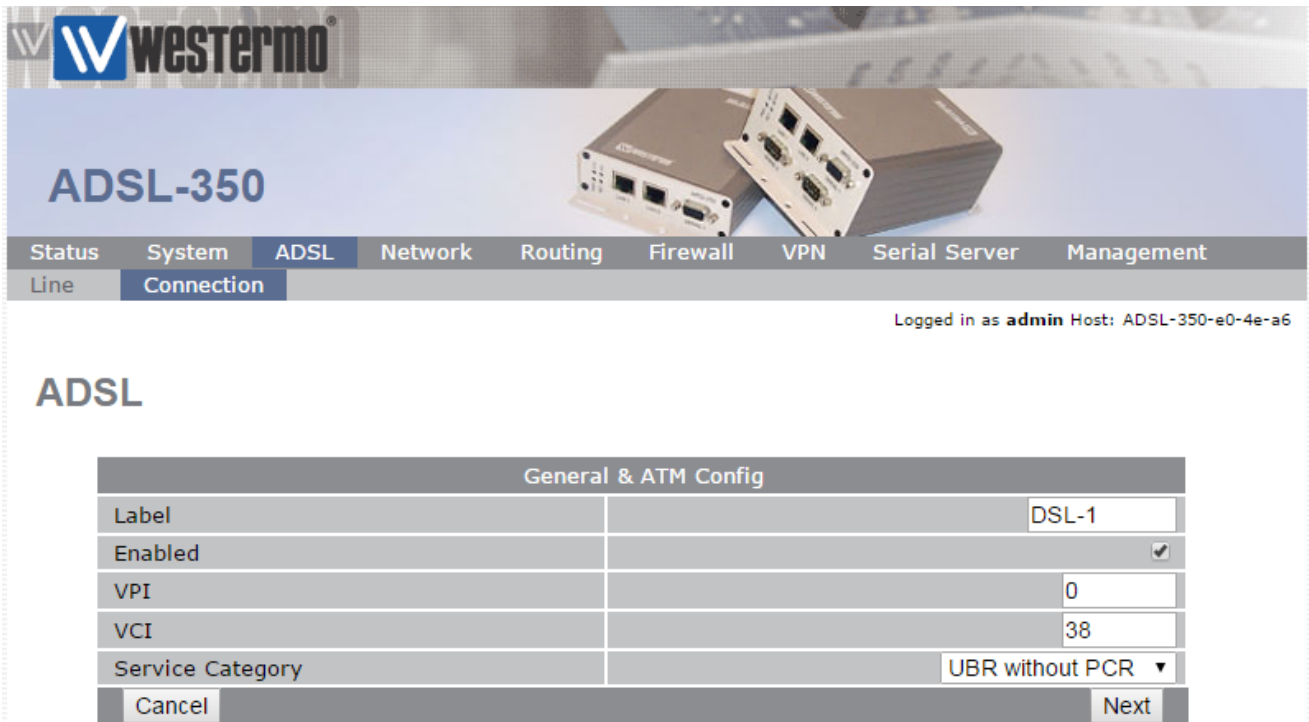 westermo®
ADSL-350
Status System ADSL Network Routing Firewall VPN Serial Server Management
Line Connection
Logged in as admin Host: ADSL-350-e0-4e-a6
ADSL
General & ATM Config
Label DSL-1
Enabled
VPI 0
VCI 38
Service Category UBR without PCR
Cancel Next